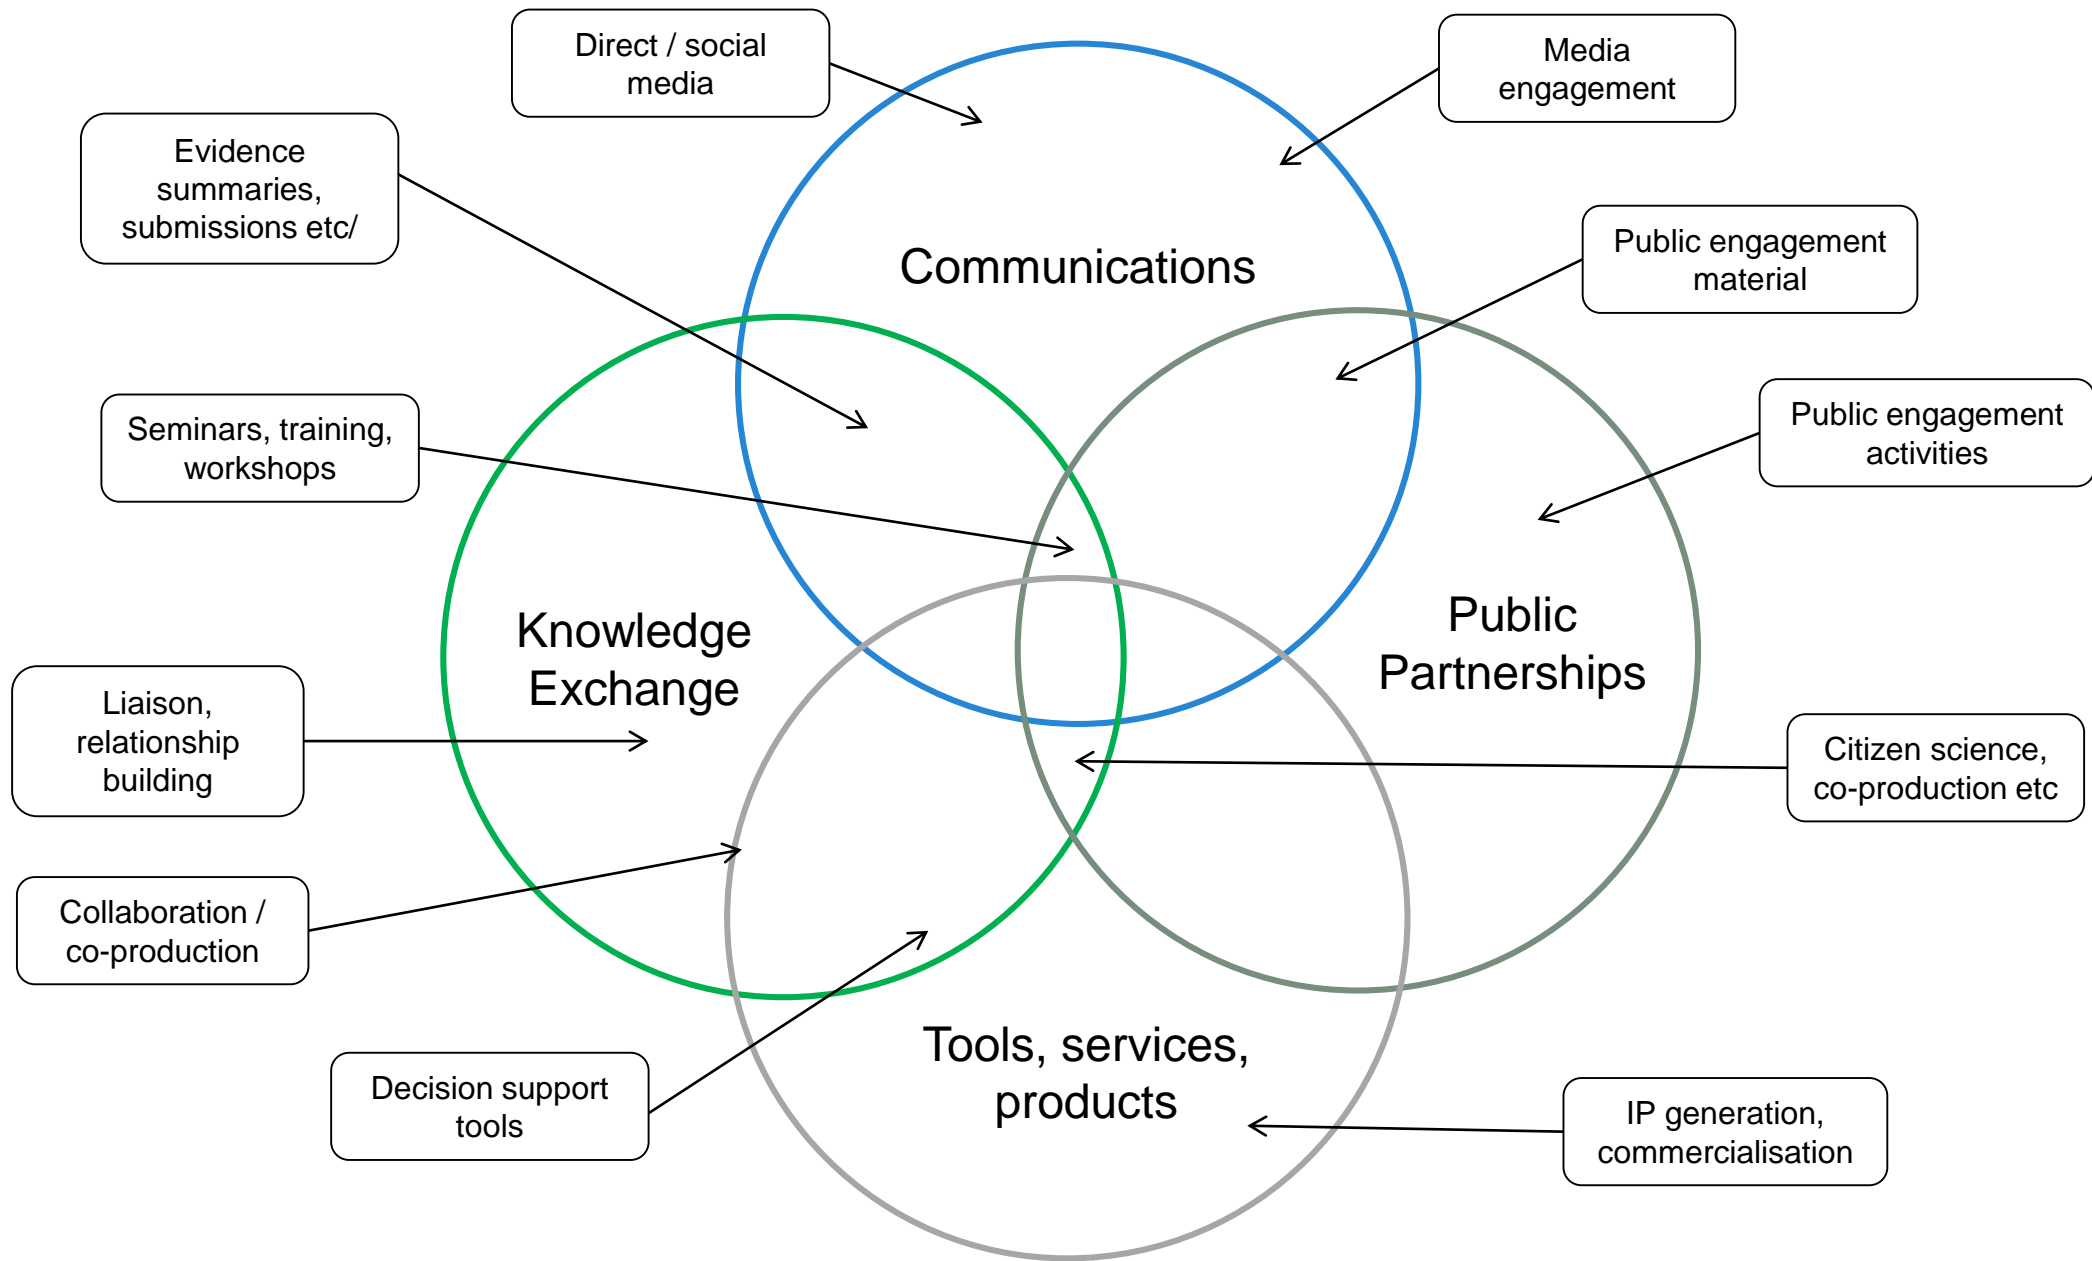 Direct / social
media
Media
engagement
Evidence
summaries,
submissions etc/
Public engagement
material
Communications
Seminars, training,
workshops
Public engagement
activities
Knowledge
Exchange
Public
Partnerships
Liaison,
relationship
building
Citizen science,
co-production etc
Collaboration /
co-production
Tools, services,
products
Decision support
tools
IP generation,
commercialisation